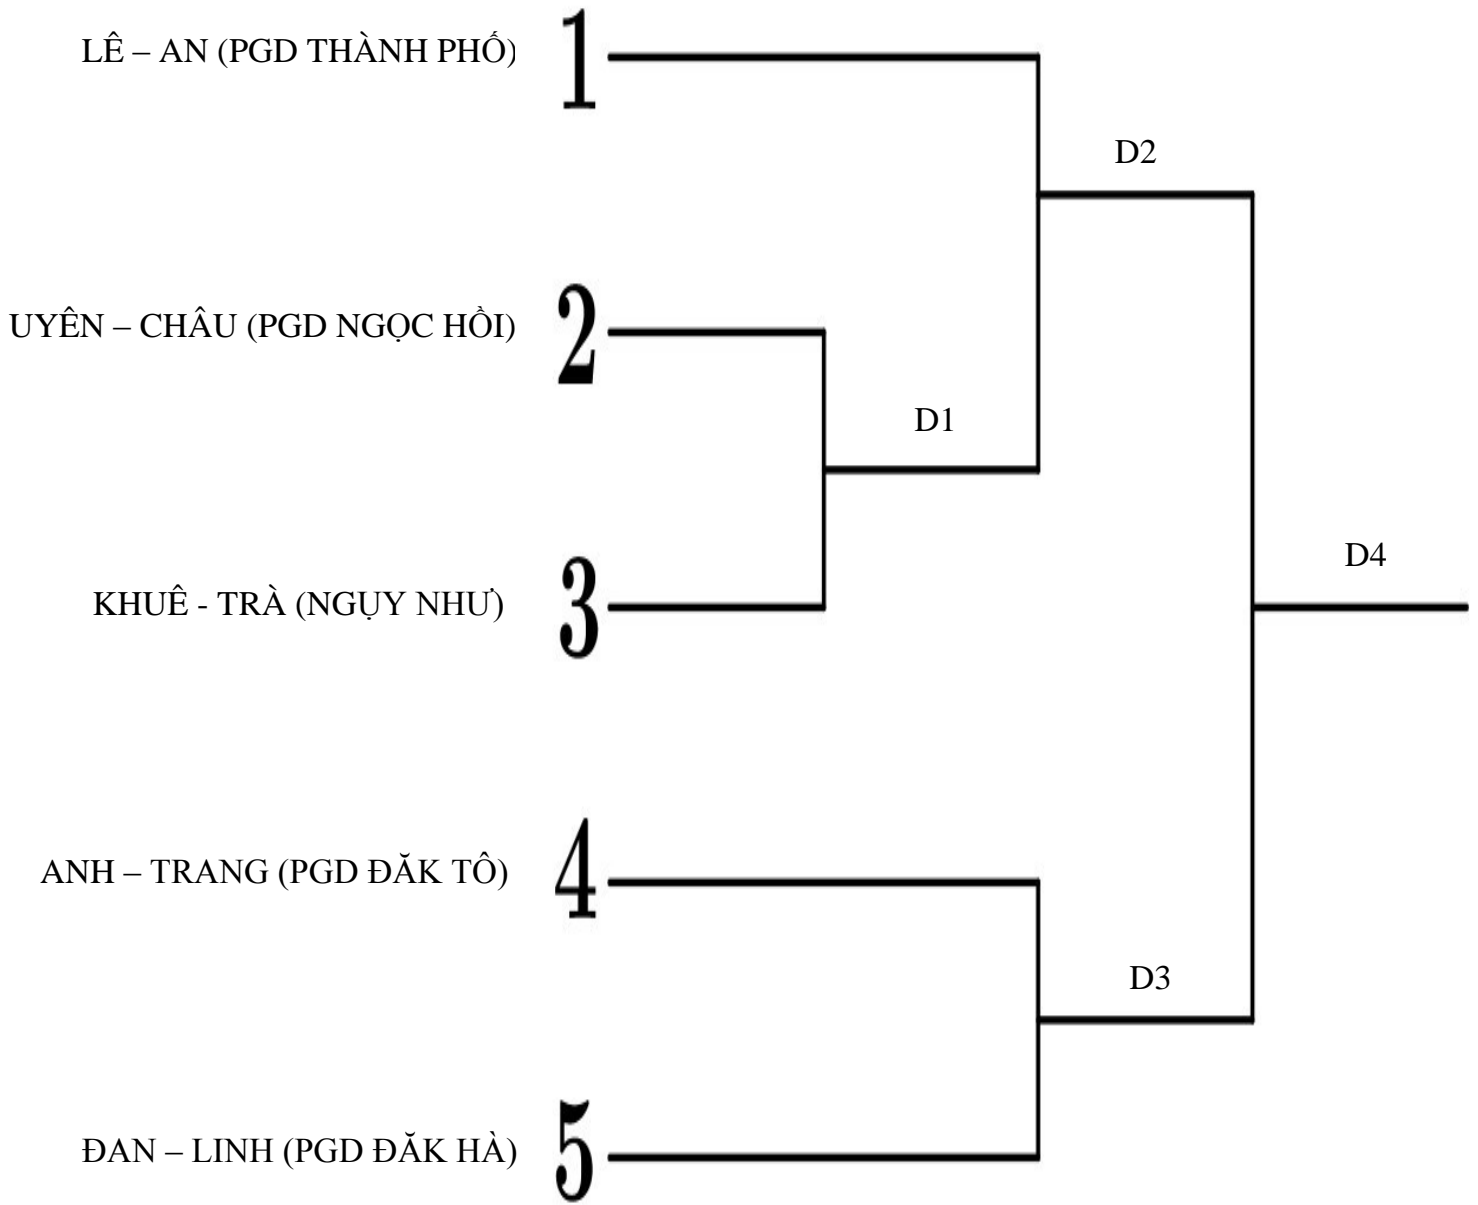 LÊ – AN (PGD THÀNH PHỐ) 1
D2
UYÊN – CHÂU (PGD NGỌC HỒI) 2
D1
D4
KHUÊ - TRÀ (NGỤY NHƯ) 3
ANH – TRANG (PGD ĐĂK TÔ) 4
D3
ĐAN – LINH (PGD ĐĂK HÀ) 5